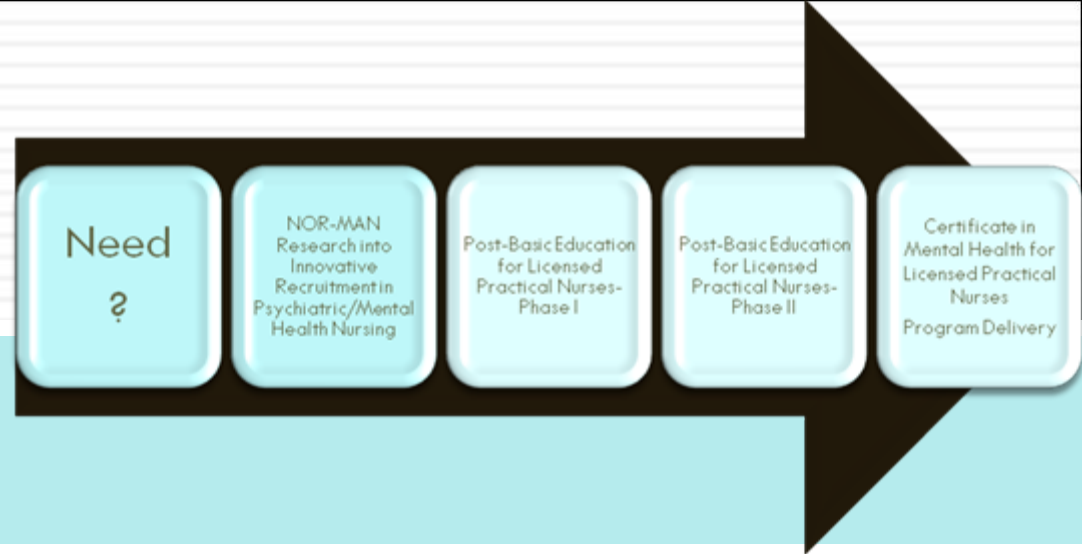 Need
?
NOR-MAN
Research into
Innovative
Recruitment in
Psychiatric/Mental
Health Nursing
Post-Basic Education
for Licensed
Practical Nurses-
Phase I
Post-Basic Education
for Licensed
Practical Nurses-
Phase II
Certificate in
Mental Health for
Licensed Practical
Nurses
Program Delivery